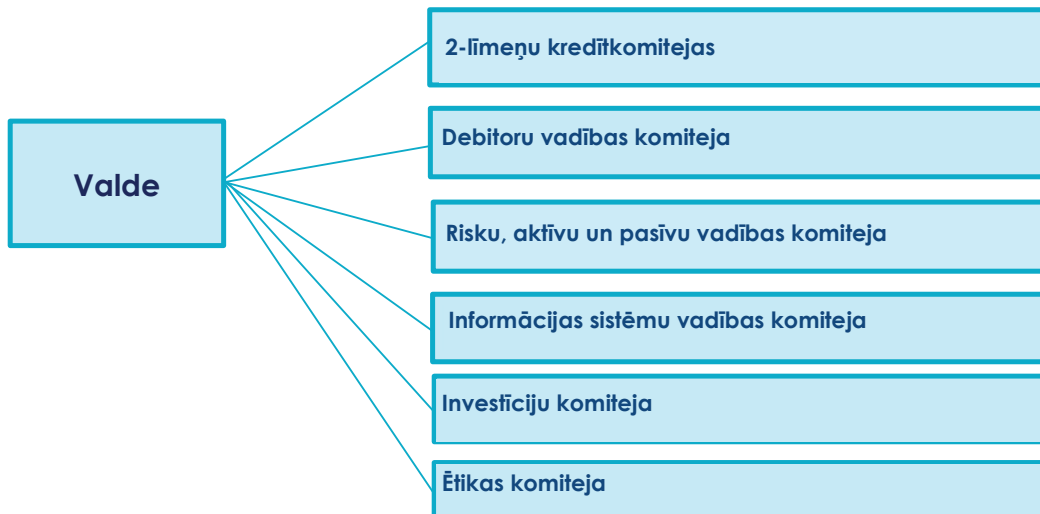 2-līmeņu kredītkomitejas
Debitoru vadības komiteja
Valde
Risku, aktīvu un pasīvu vadības komiteja
Informācijas sistēmu vadības komiteja
Investīciju komiteja
Ētikas komiteja